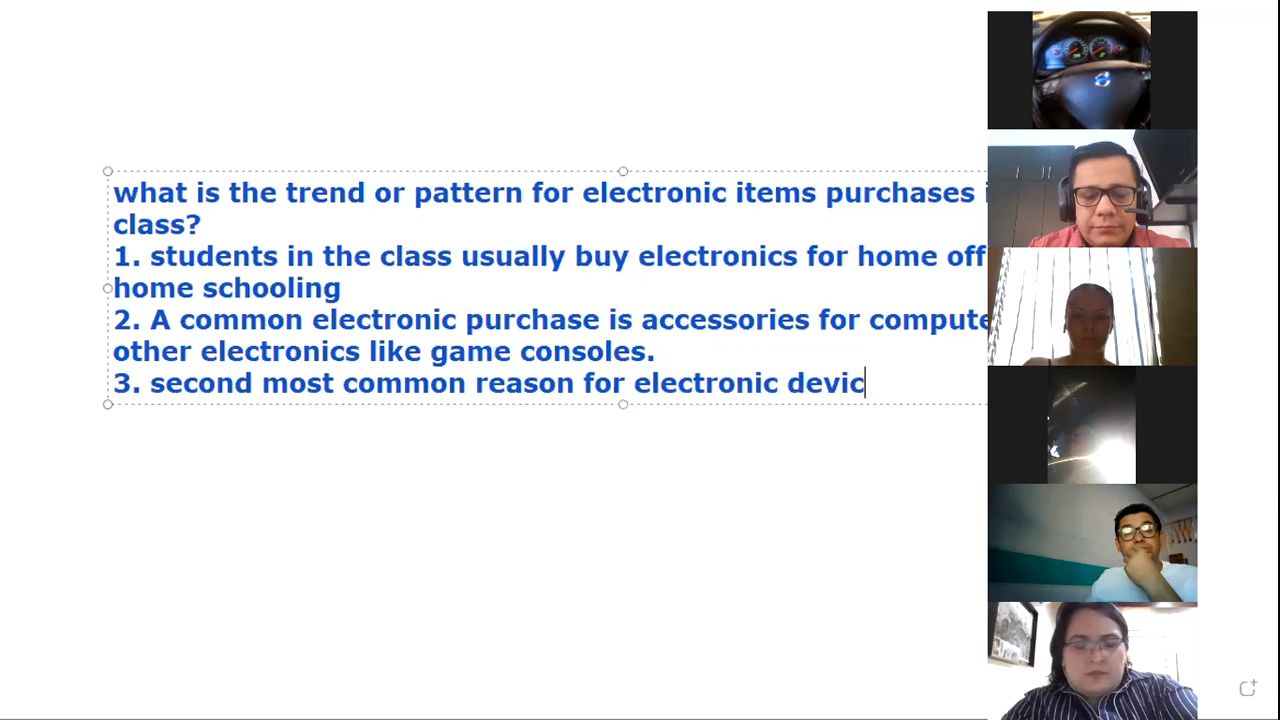 what is the trend or pattern for electronic items purchases
class?
1. students in the class usually buy electronics for home off
home schooling
2. A common electronic purchase is accessories for compute
other electronics like game consoles.
3. second most common reason for electronic devic